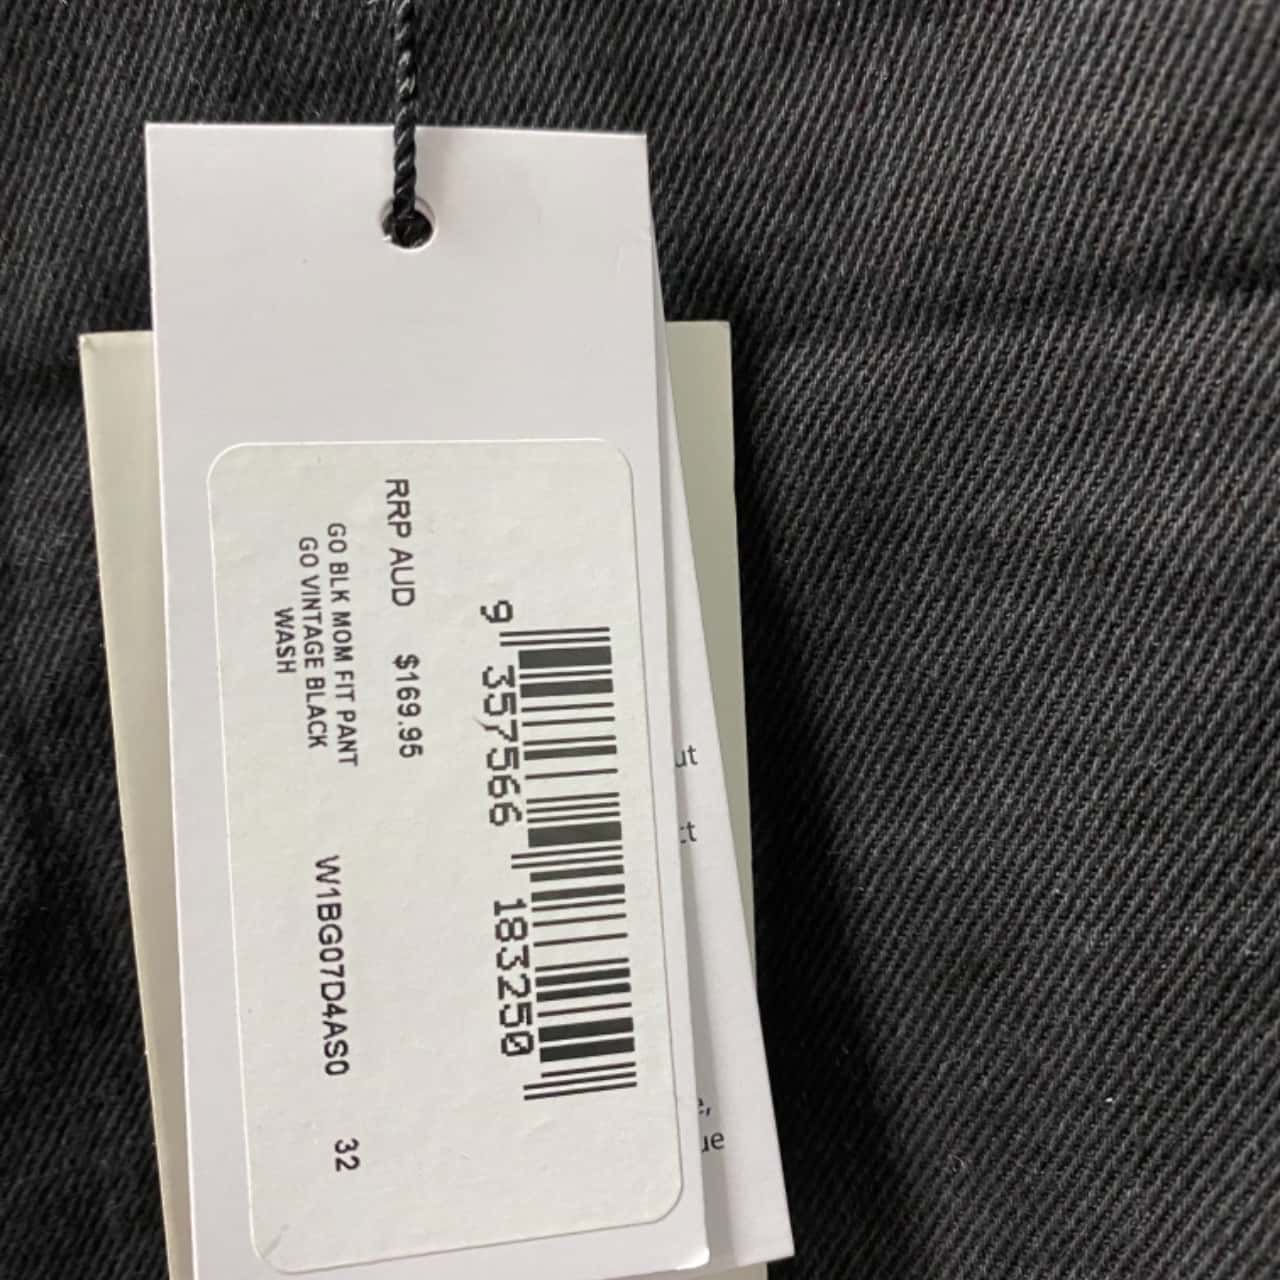 9 357566 183250
RRP AUD $169.95
GO BLK MOM FIT PANT
GO VINTAGE BLACK
WASH
W1BG07D4AS0 32